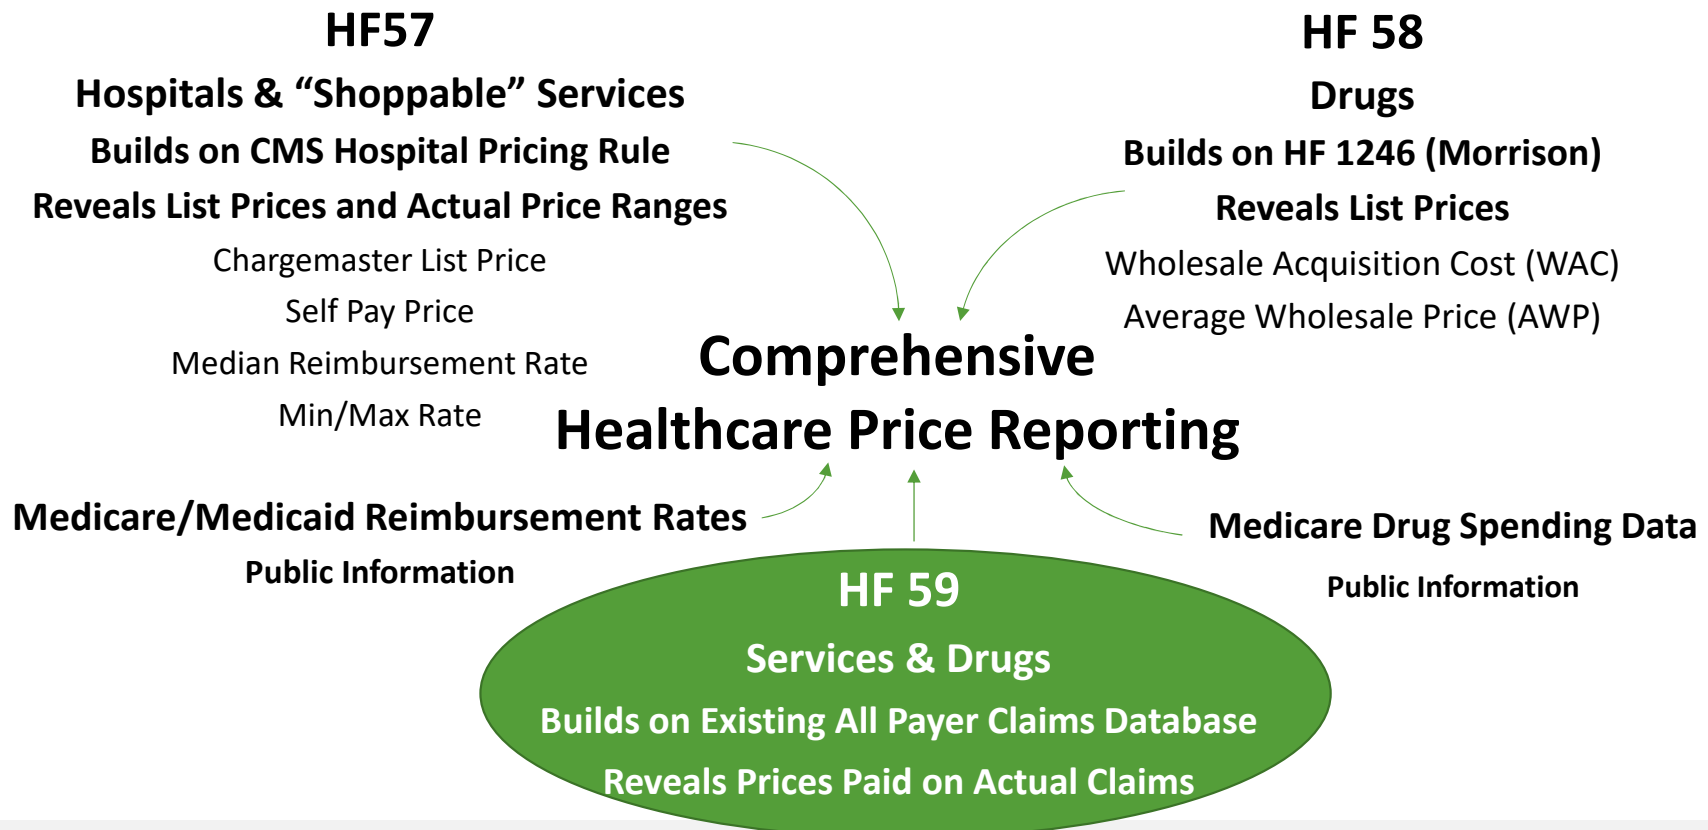 HF57
Hospitals & “Shoppable” Services
Builds on CMS Hospital Pricing Rule
Reveals List Prices and Actual Price Ranges
Chargemaster List Price
Self Pay Price
Median Reimbursement Rate
Min/Max Rate
HF 58
Drugs
Builds on HF 1246 (Morrison)
Reveals List Prices
Wholesale Acquisition Cost (WAC)
Average Wholesale Price (AWP)
Comprehensive
Healthcare Price Reporting
Medicare/Medicaid Reimbursement Rates
Public Information
Medicare Drug Spending Data
Public Information
HF 59
Services & Drugs
Builds on Existing All Payer Claims Database
Reveals Prices Paid on Actual Claims